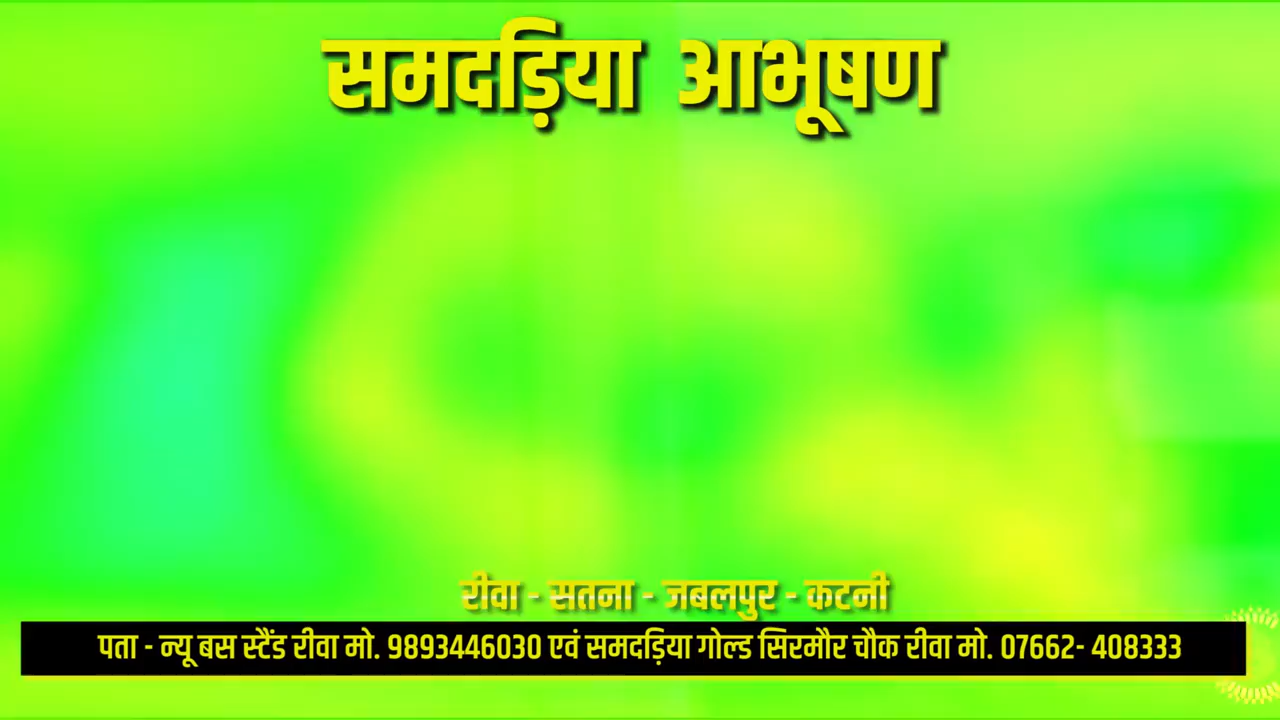 समदड़िया आभूषण
रीवा - सतना - जबलपुर - कटनी
पता - न्यू बस स्टैंड रीवा मो. 9893446030 एवं समदड़िया गोल्ड सिरमौर चौक रीवा मो. 07662- 408333